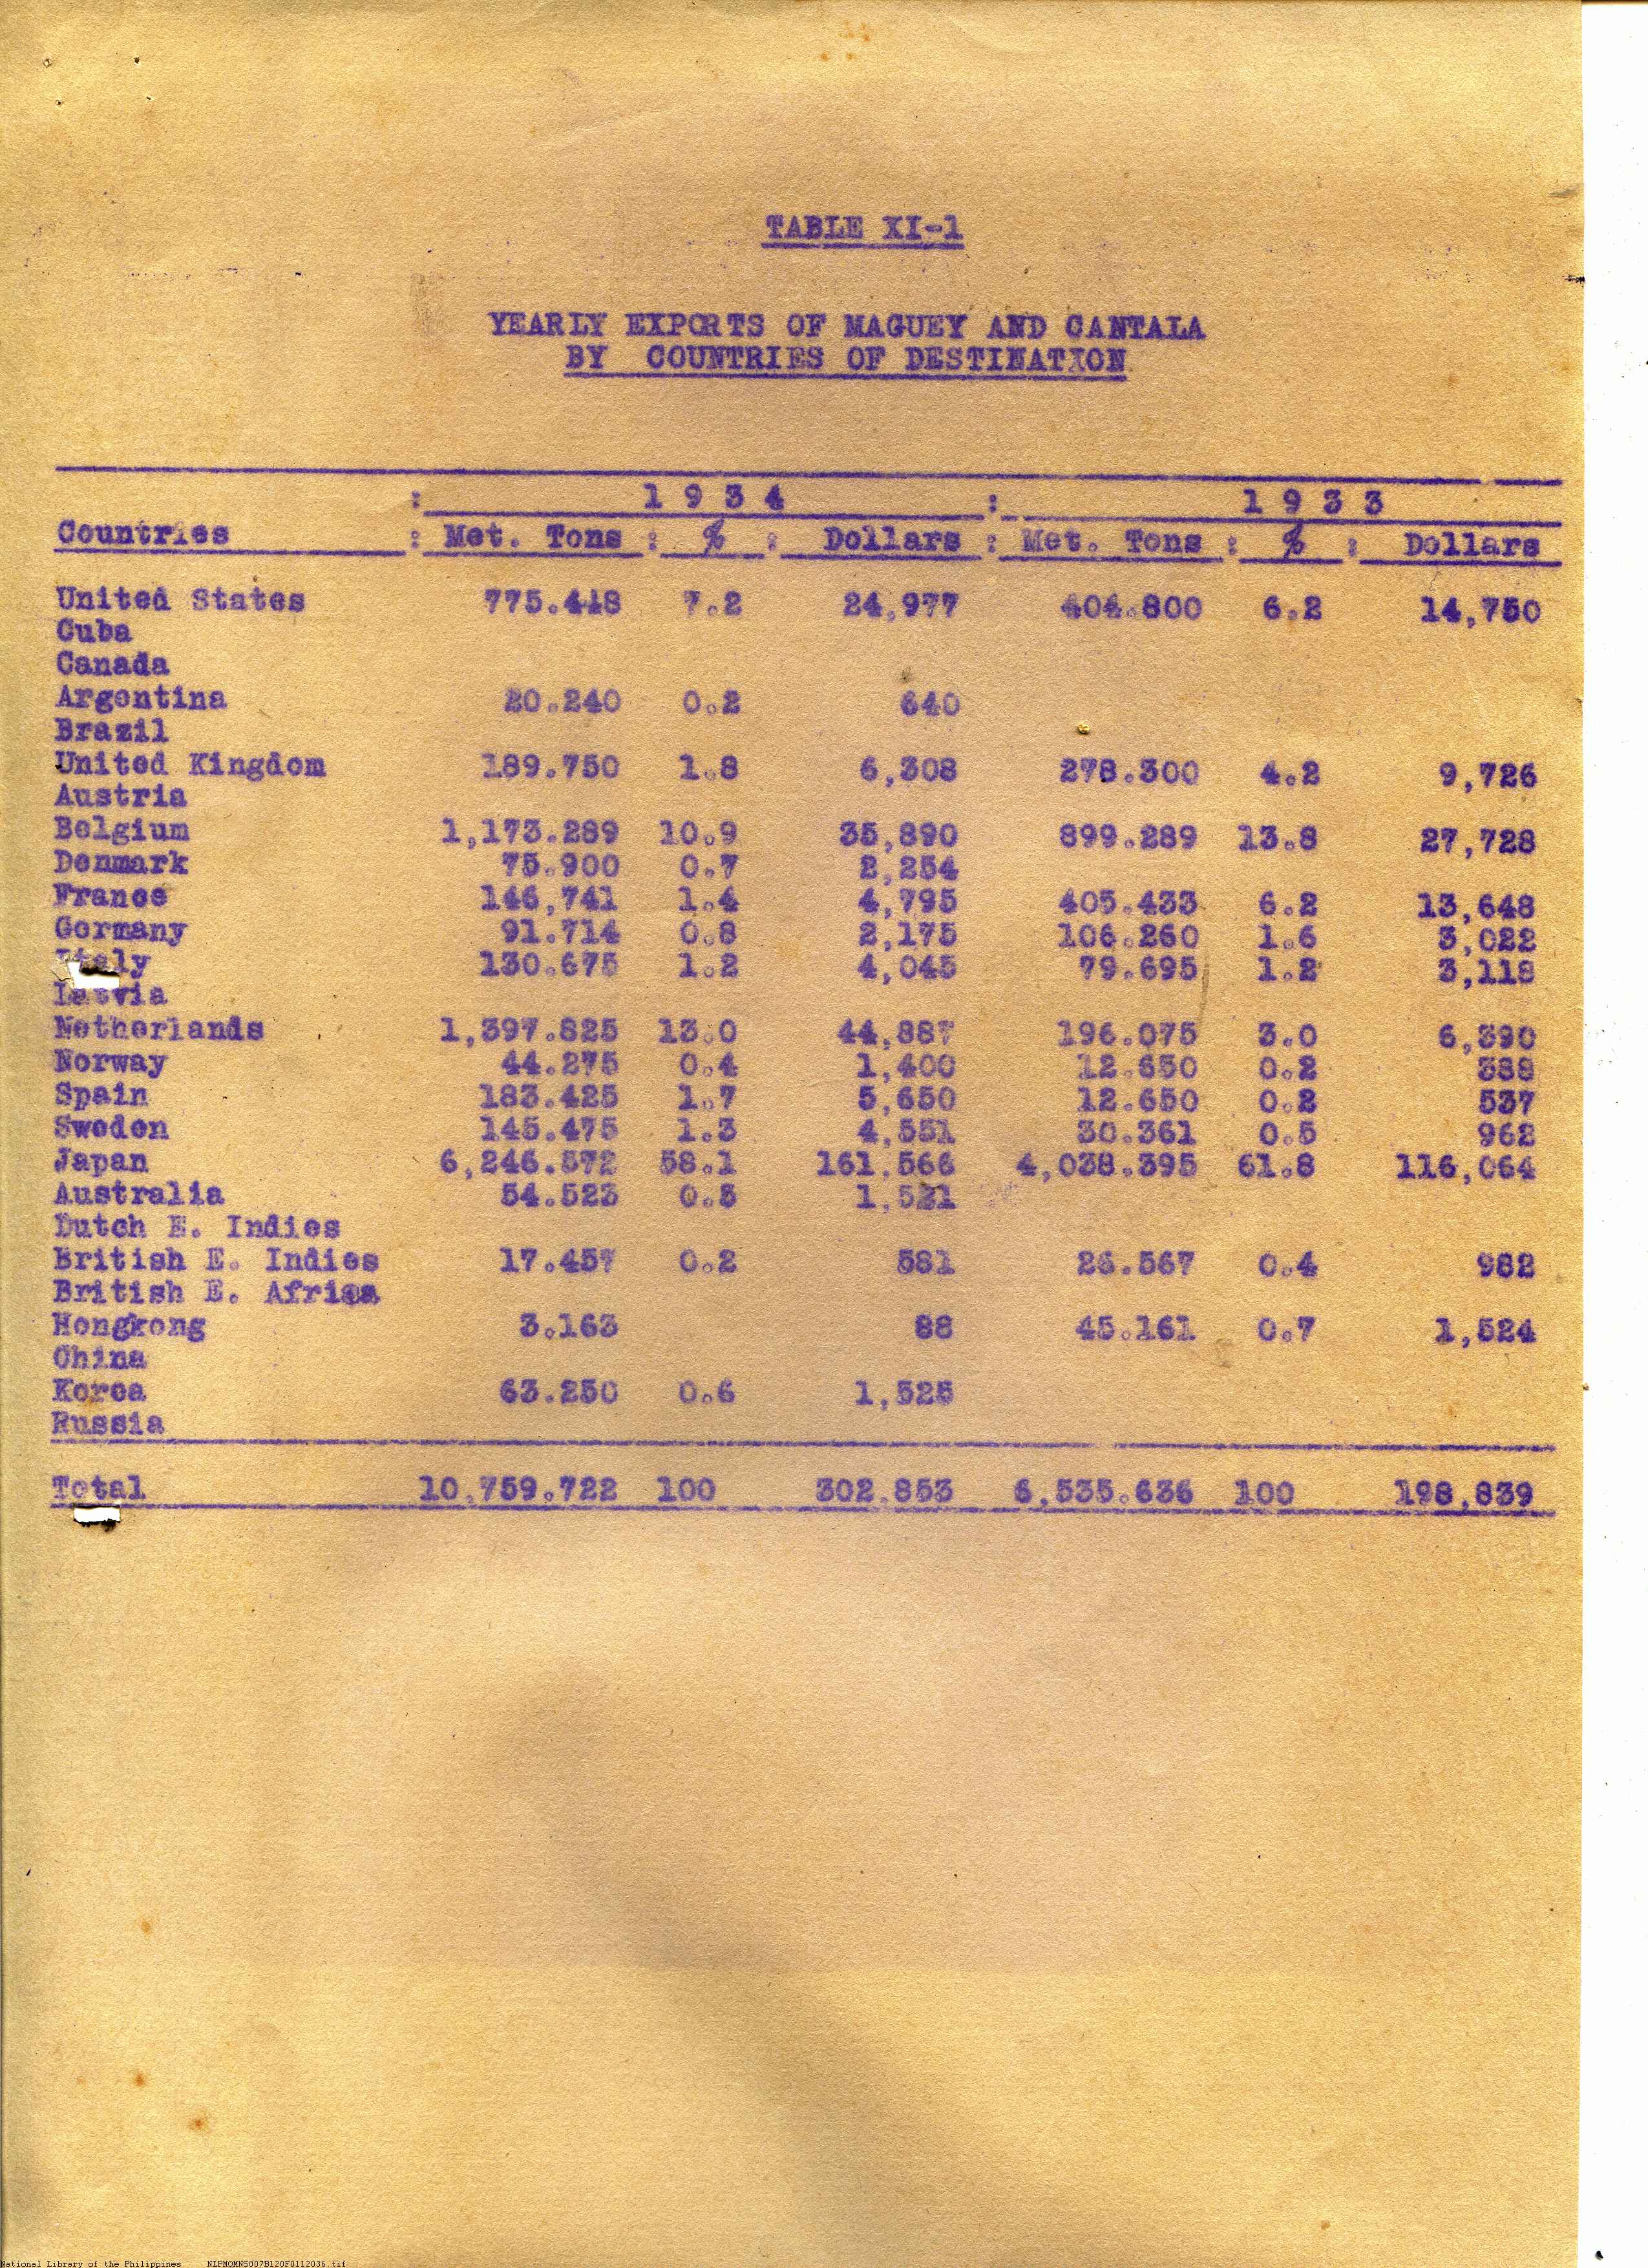 TABLE XI-1
YEARLY EXPORTS OF MAGUEY AND CANTALA
BY COUNTRIES OF DESTINATION
: 1 9 3 4 : 1 9 3 3
Countries : Met. Tons : % : Dollars : Met. Tons : % : Dollars
United States 775.448 7.2 24,977 404.800 6.2 14,750
Cuba
Canada
Argentina 20.240 0.2 640
Brazil
United Kingdom 189.750 1.8 6,308 278.300 4.2 9,726
Austria
Belgium 1,173.289 10.9 35,890 899.289 13.8 27,728
Denmark 75.900 0.7 2,254
France 146,741 1.4 4,795 405.433 6.2 13,648
Germany 91.714 0.8 2,175 106.260 1.6 3,022
Italy 130.675 1.2 4,045 79.695 1.2 3,118
Latvia
Netherlands 1,397.825 13.0 44,887 196.075 3.0 6,390
Norway 44.275 0.4 1,400 12.650 0.2 388
Spain 183.425 1.7 5,650 12.650 0.2 537
Sweden 145.475 1.3 4,551 30.361 0.5 962
Japan 6,246.572 58.1 161,566 4,038.395 61.8 116,064
Australia 54.523 0.5 1,521
Dutch E. Indies
British E. Indies 17.457 0.2 581 26.567 0.4 982
British E. Africa
Hongkong 3.163 88 45.161 0.7 1,524
China
Korea 63.250 0.6 1,525
Russia
Total 10,759.722 100 302,853 6,535.636 100 198,839
National Library of the Philippines NLPMQMNS007B120F0112036.tif